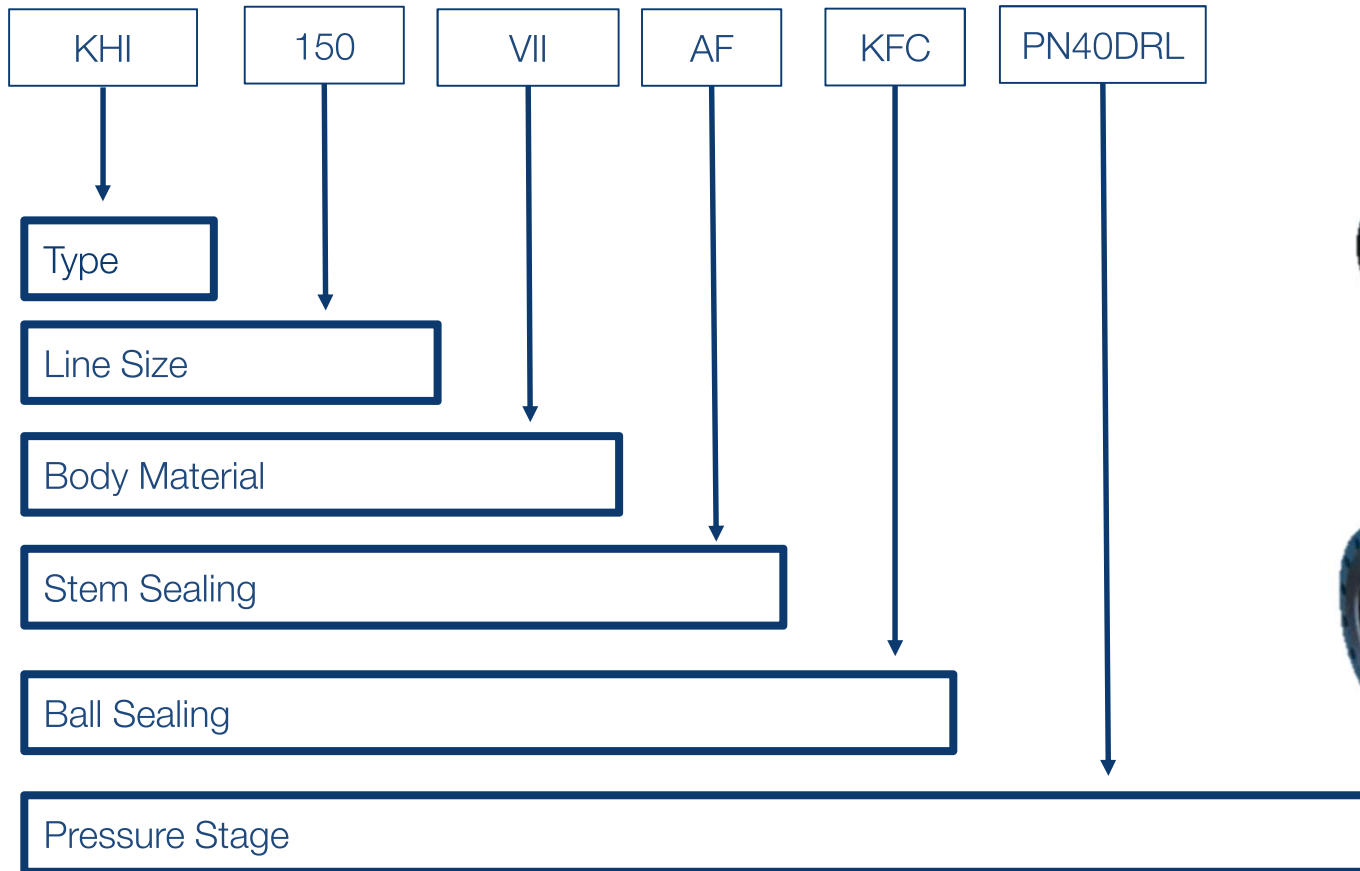 KHI
150
VII
AF
KFC
PN40DRL
Type
Line Size
Body Material
Stem Sealing
Ball Sealing
Pressure Stage